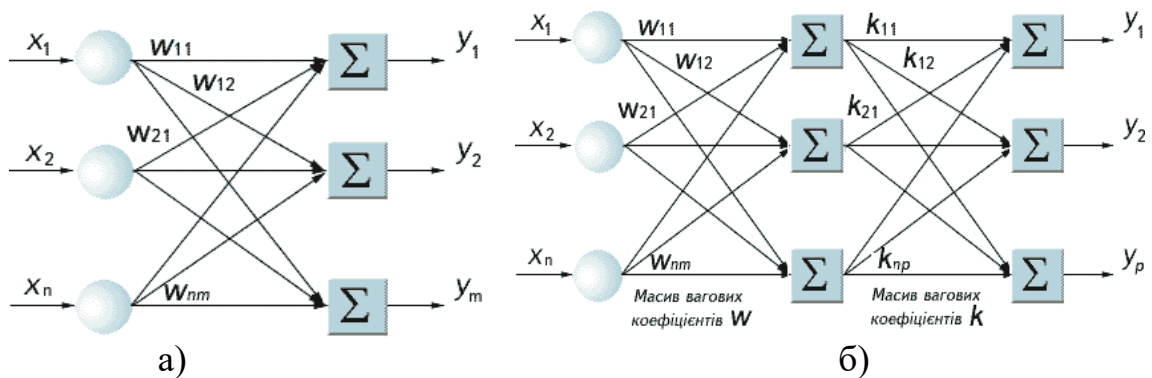 x1 w11 Σ y1
w12
w21
x2 Σ y2
xn wnm Σ ym
а)
x1 w11 Σ k11 Σ y1
w12 k12
w21 k21
x2 Σ Σ y2
xn wnm Σ knp Σ yp
Масив вагових
коефіцієнтів w
Масив вагових
коефіцієнтів k
б)